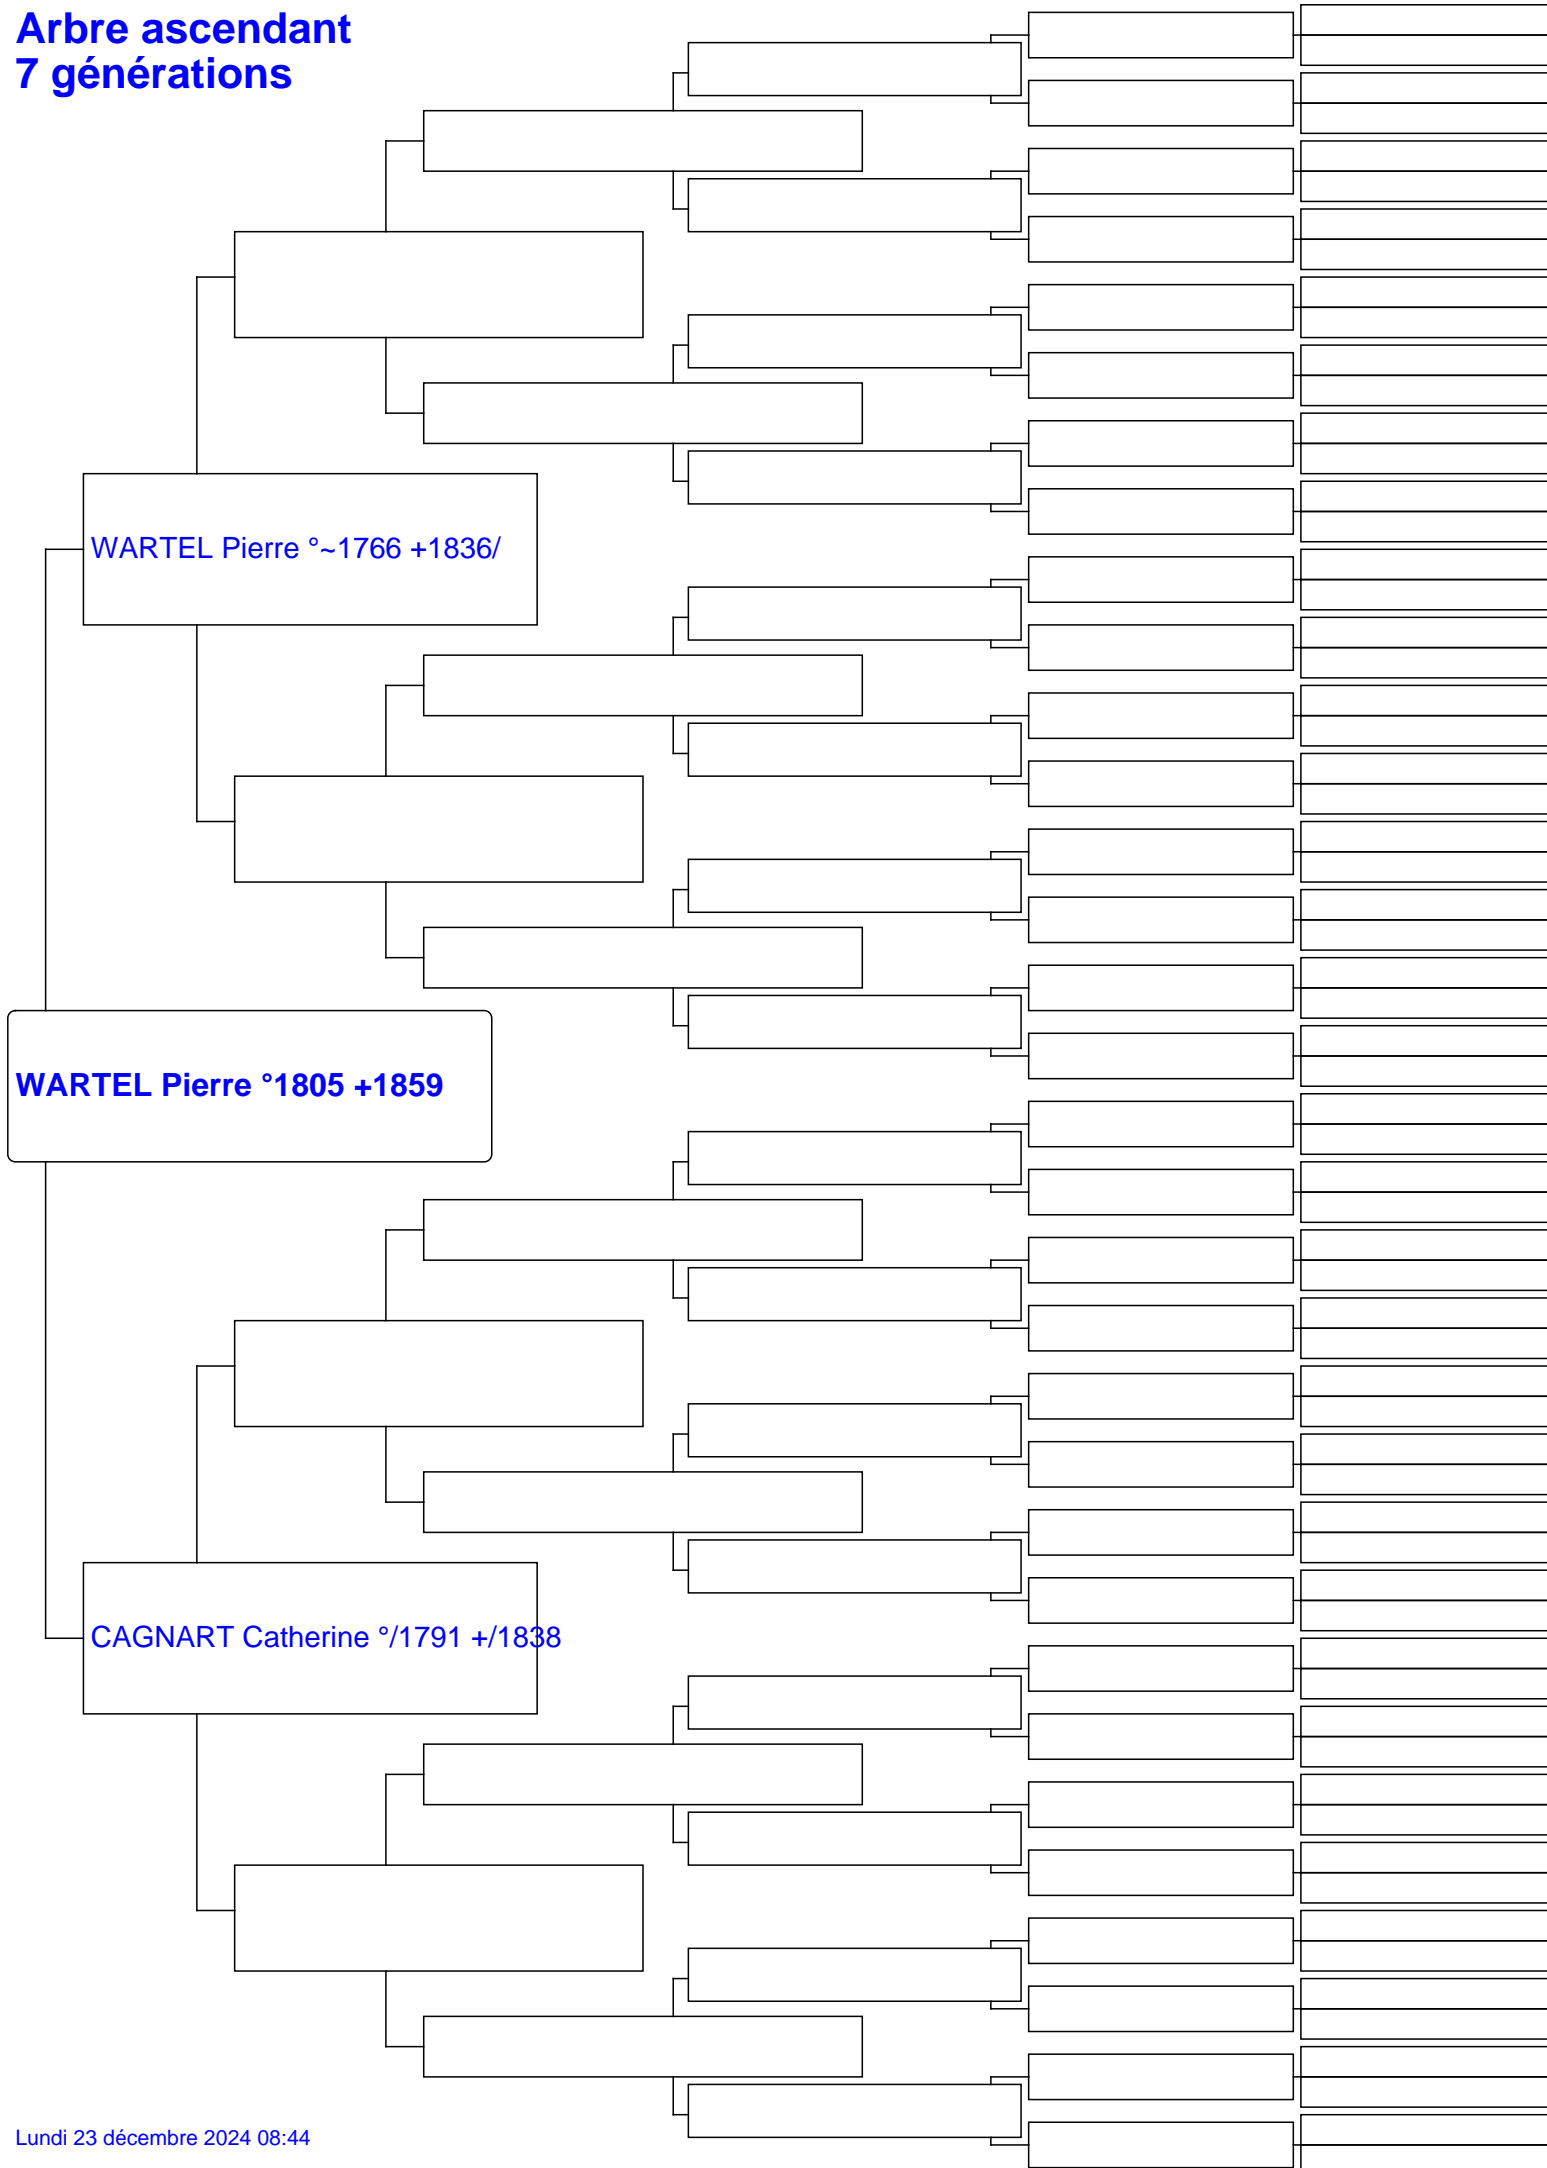 Arbre ascendant
7 générations
WARTEL Pierre °~1766 +1836/
WARTEL Pierre °1805 +1859
CAGNART Catherine °/1791 +/1838
Lundi 23 décembre 2024 08:44